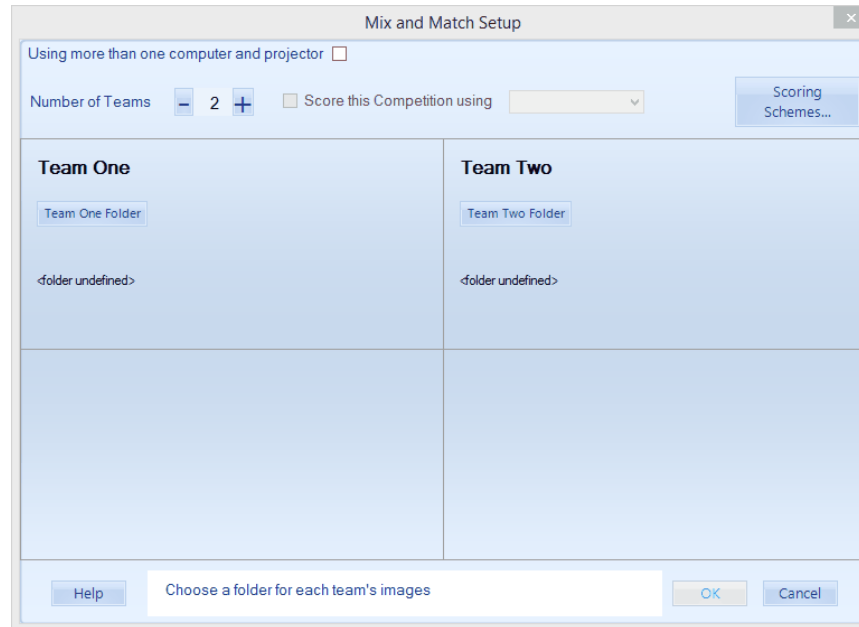 Mix and Match Setup
Using more than one computer and projector
Number of Teams - 2 + Score this Competition using
Scoring
Schemes...
Team One
Team Two
Team One Folder
Team Two Folder
<folder undefined>
<folder undefined>
Help
Choose a folder for each team's images
OK
Cancel